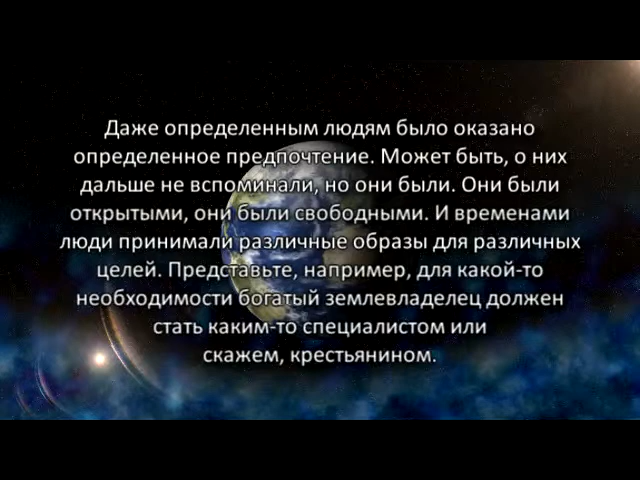 Даже определенным людям было оказано
определенное предпочтение. Может быть, о них
дальше не вспоминали, но они были. Они были
открытыми, они были свободными. И временами
люди принимали различные образы для различных
целей. Представьте, например, для какой-то
необходимости богатый землевладелец должен
стать каким-то специалистом или
скажем, крестьянином.